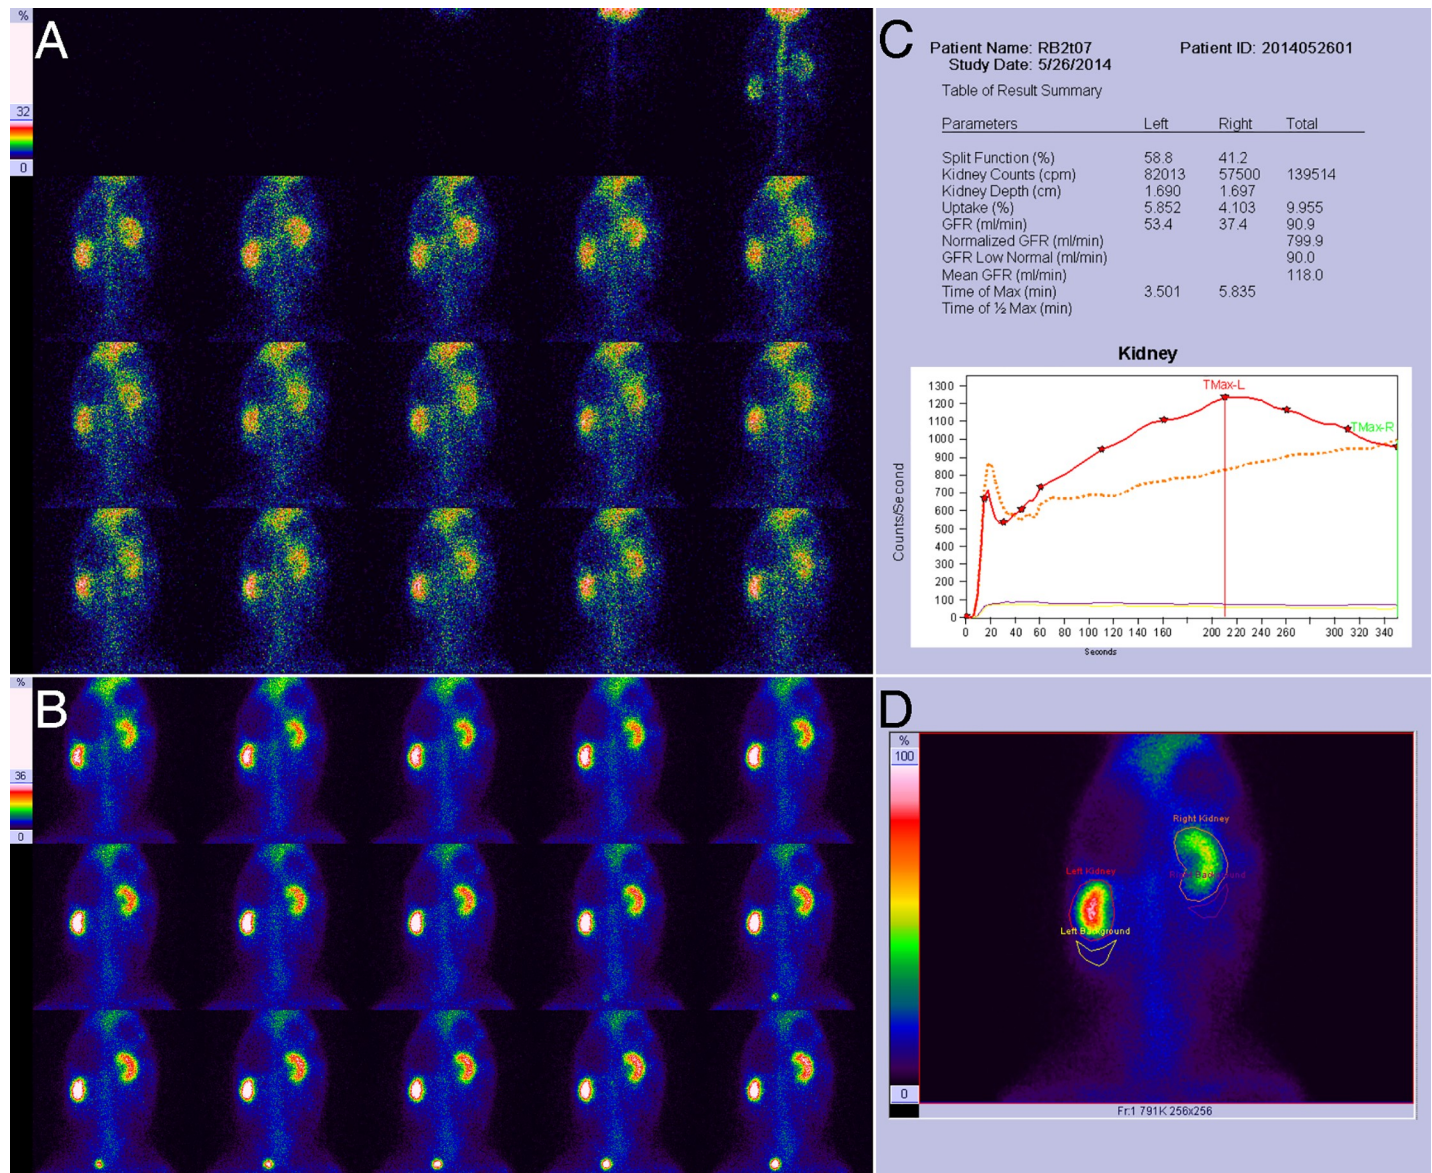 A
%
32
0
B
%
36
0
C
Patient Name: RB2t07 Patient ID: 2014052601
Study Date: 5/26/2014
Table of Result Summary
Parameters Left Right Total
Split Function (%) 58.8 41.2
Kidney Counts (cpm) 82013 57500 139514
Kidney Depth (cm) 1.690 1.697
Uptake (%) 5.852 4.103 9.955
GFR (ml/min) 53.4 37.4 90.9
Normalized GFR (ml/min) 799.9
GFR Low Normal (ml/min) 90.0
Mean GFR (ml/min) 118.0
Time of Max (min) 3.501 5.835
Time of ½ Max (min)
Kidney
TMax-L
TMax-R
Counts/Second
1300
1200
1100
1000
900
800
700
600
500
400
300
200
100
0
0 20 40 60 80 100 120 140 160 200 220 240 260 300 320 340
Seconds
D
%
100
0
Right Kidney
Left Kidney
Right Background
Left Background
Fr:1 791K 256x256